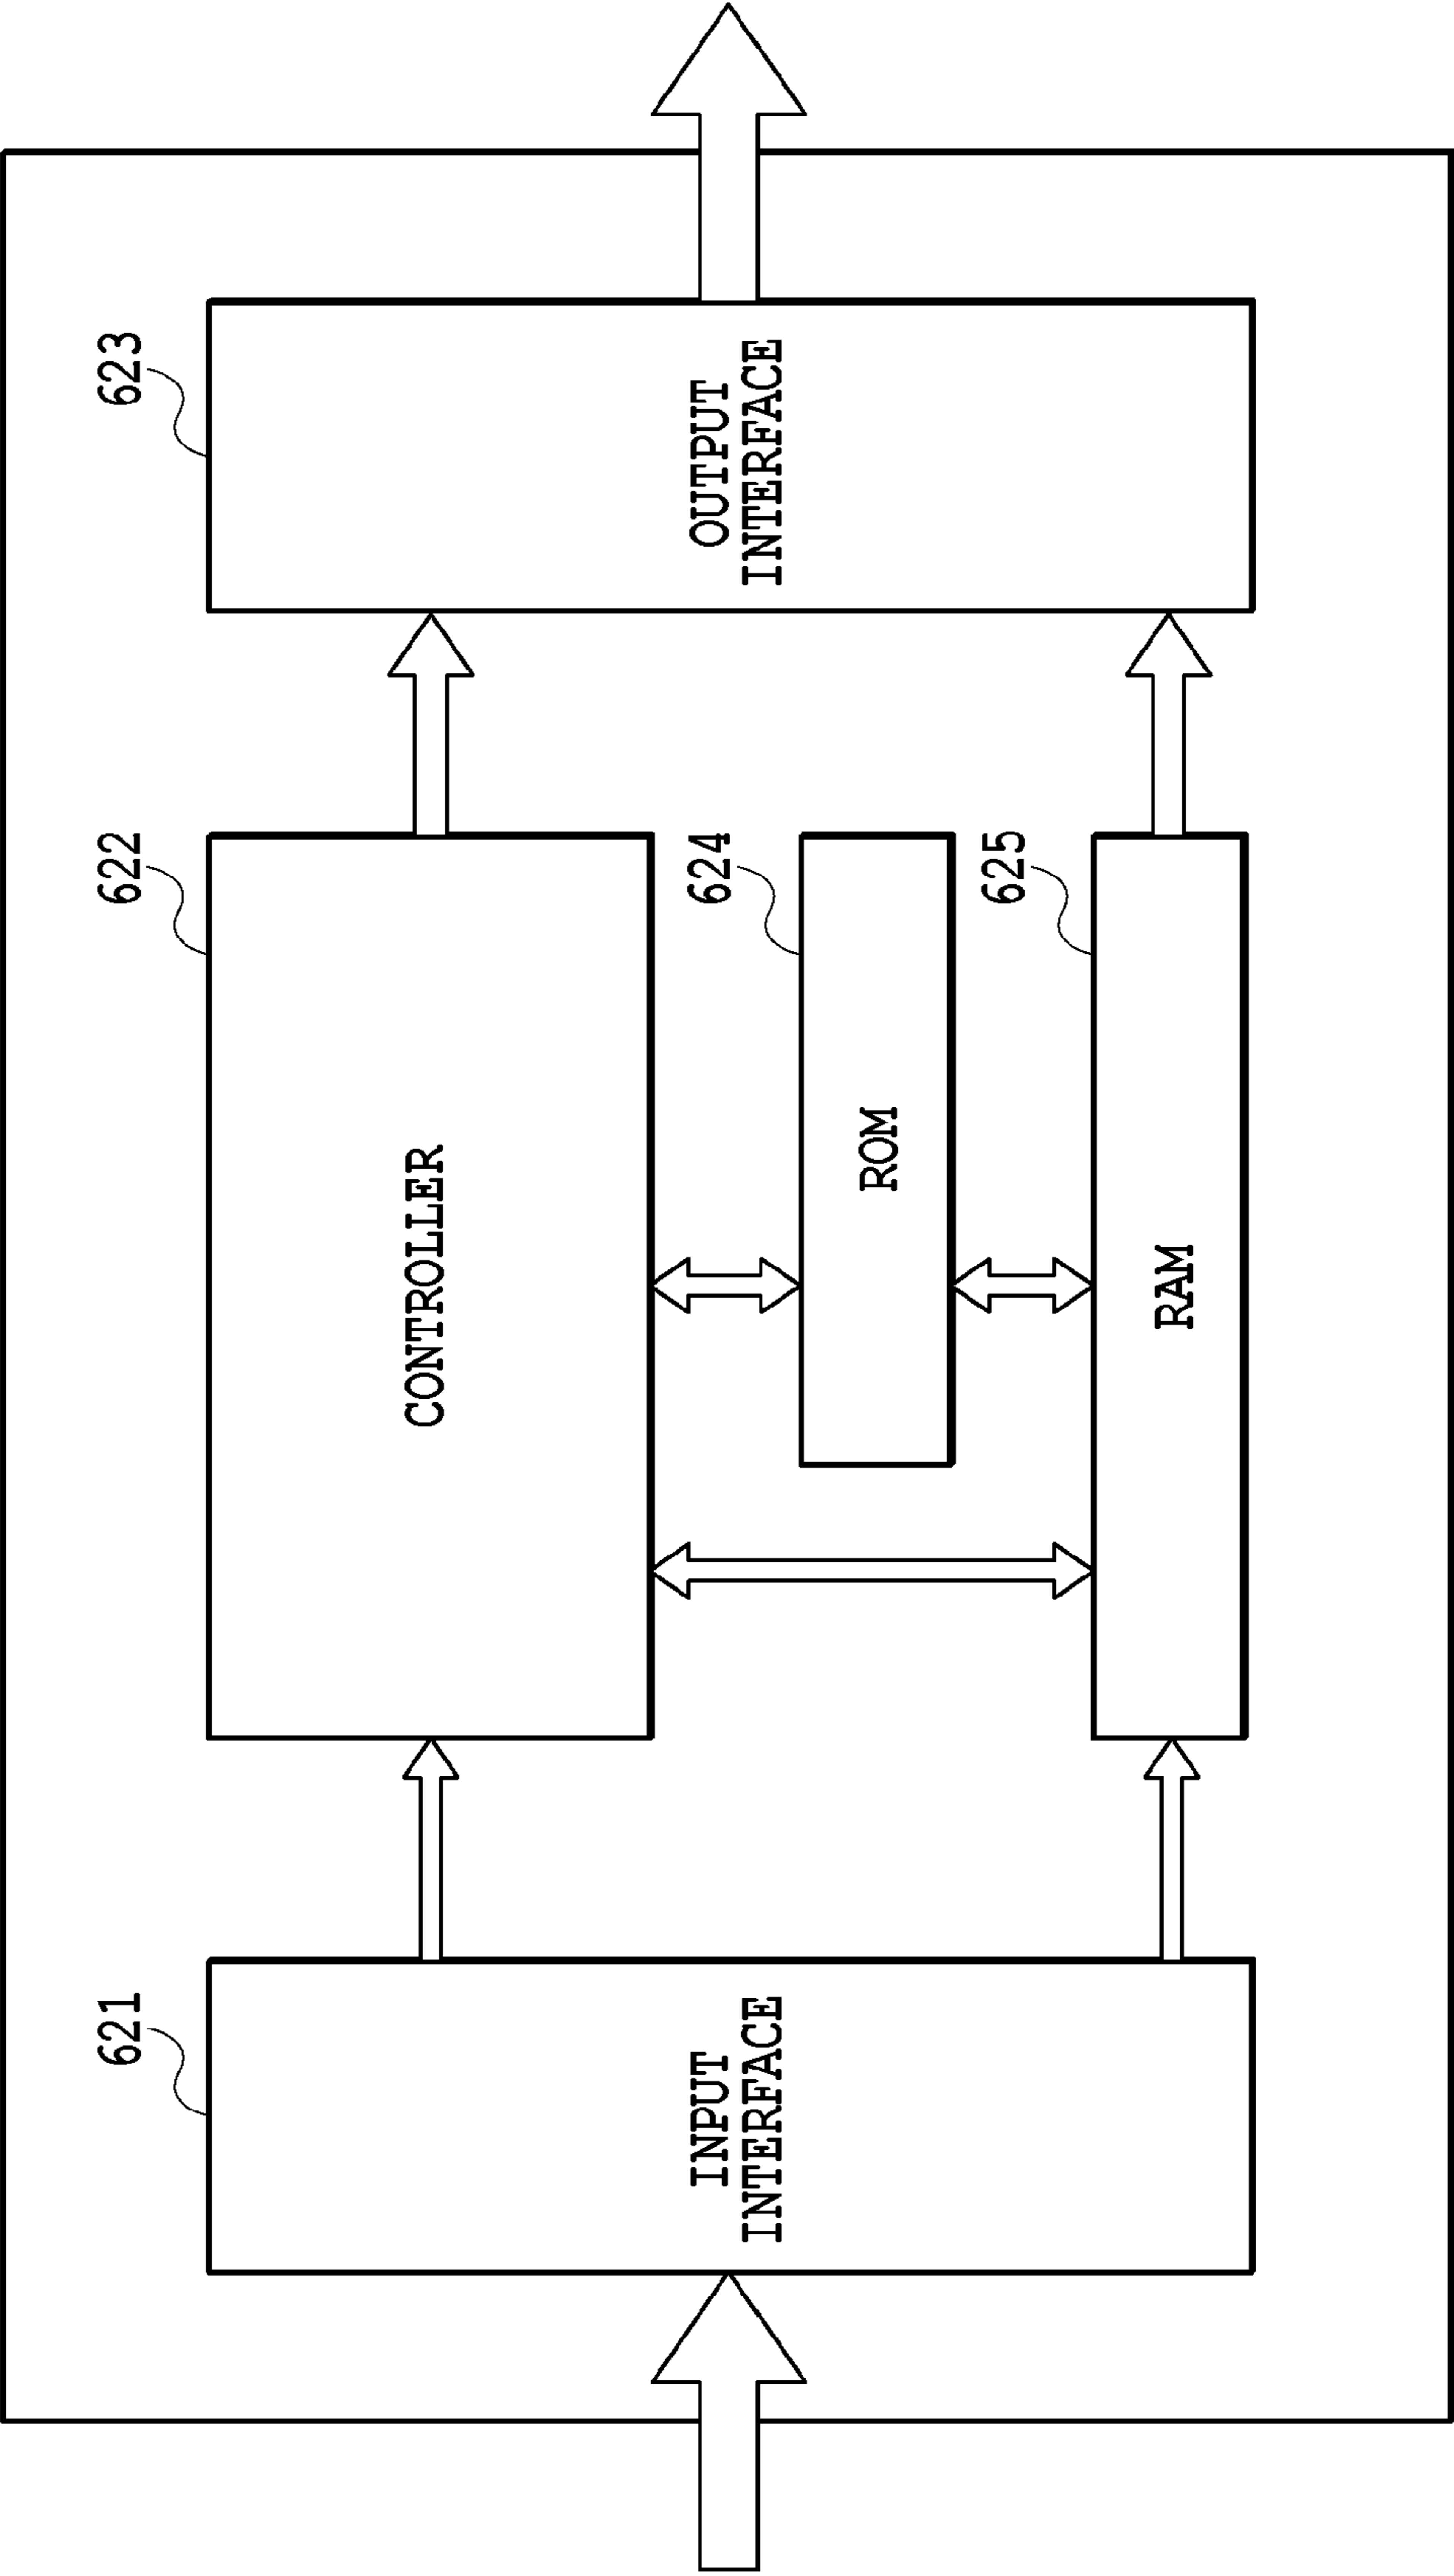 621
622
623
INPUT
INTERFACE
CONTROLLER
OUTPUT
INTERFACE
624
ROM
625
RAM